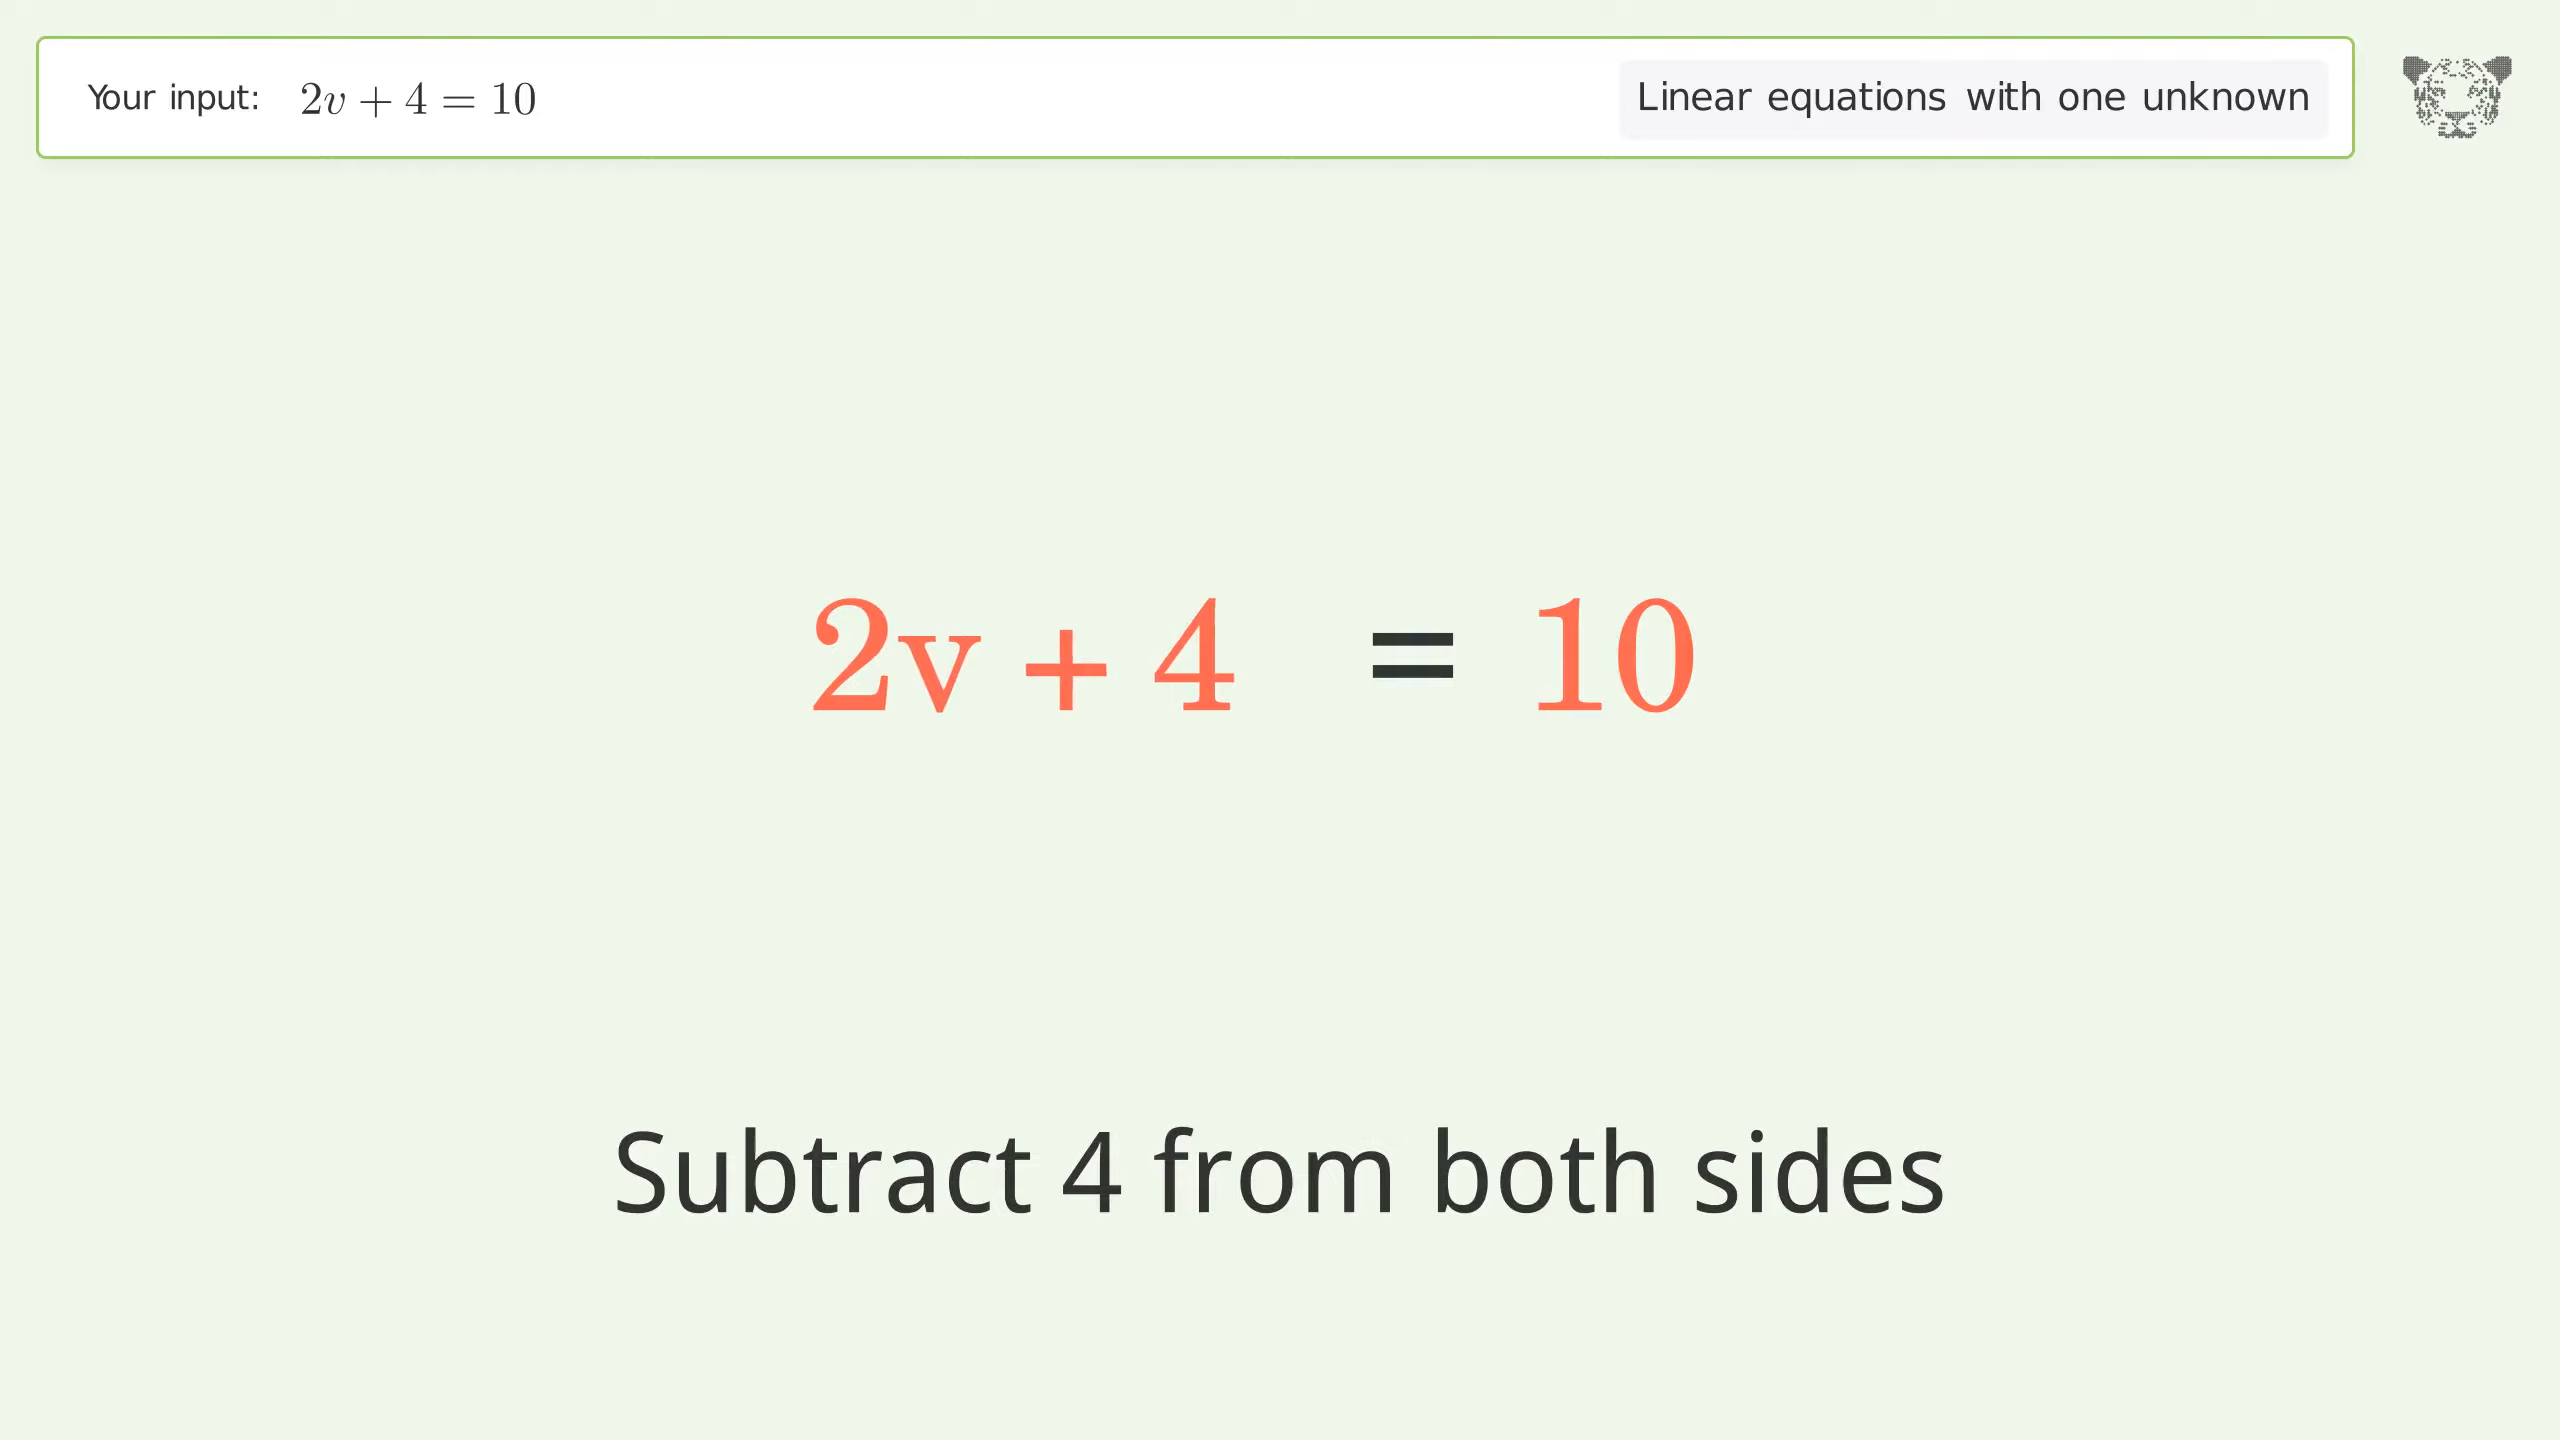 Your input: 2v + 4 = 10 Linear equations with one unknown
2v + 4 = 10
Subtract 4 from both sides